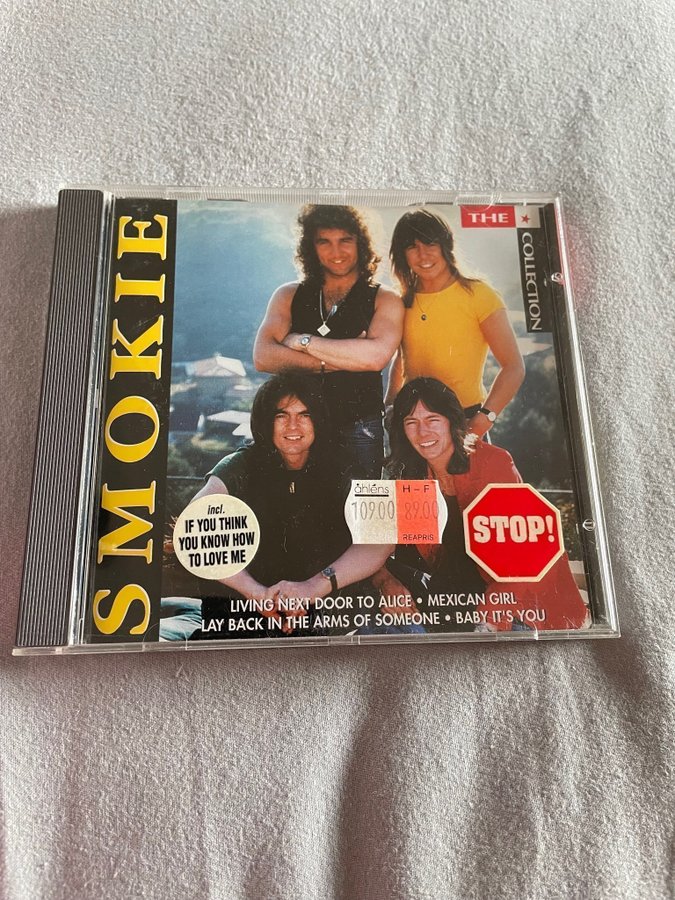 SMOKIE
THE
COLLECTION
incl.
IF YOU THINK
YOU KNOW HOW
TO LOVE ME
åhléns H-F
109.00 89.00
REAPRIS
STOP!
LIVING NEXT DOOR TO ALICE • MEXICAN GIRL
LAY BACK IN THE ARMS OF SOMEONE • BABY IT'S YOU